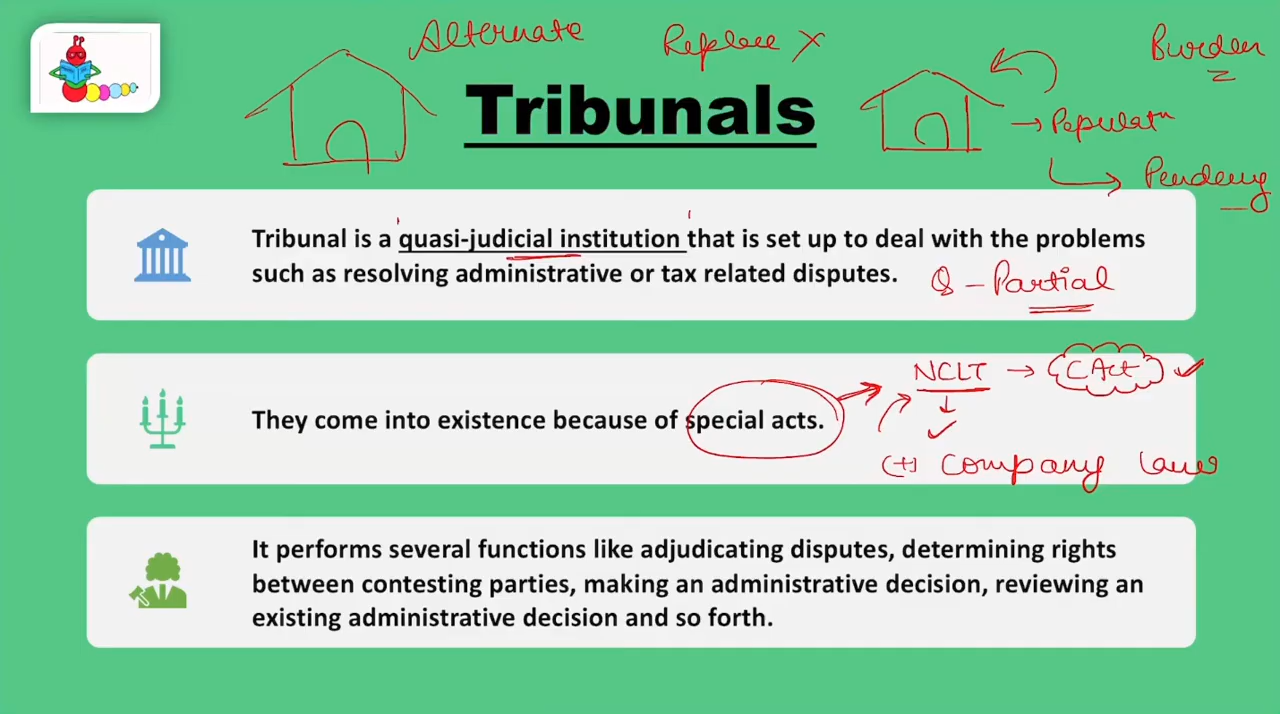 Alternate
Replace X
Burden
Tribunals
→ Populatn
Pendency
Tribunal is a quasi-judicial institution that is set up to deal with the problems
such as resolving administrative or tax related disputes.
Q - Partial
NCLT → CAct ✓
They come into existence because of special acts.
✓
(+) Company law
It performs several functions like adjudicating disputes, determining rights
between contesting parties, making an administrative decision, reviewing an
existing administrative decision and so forth.